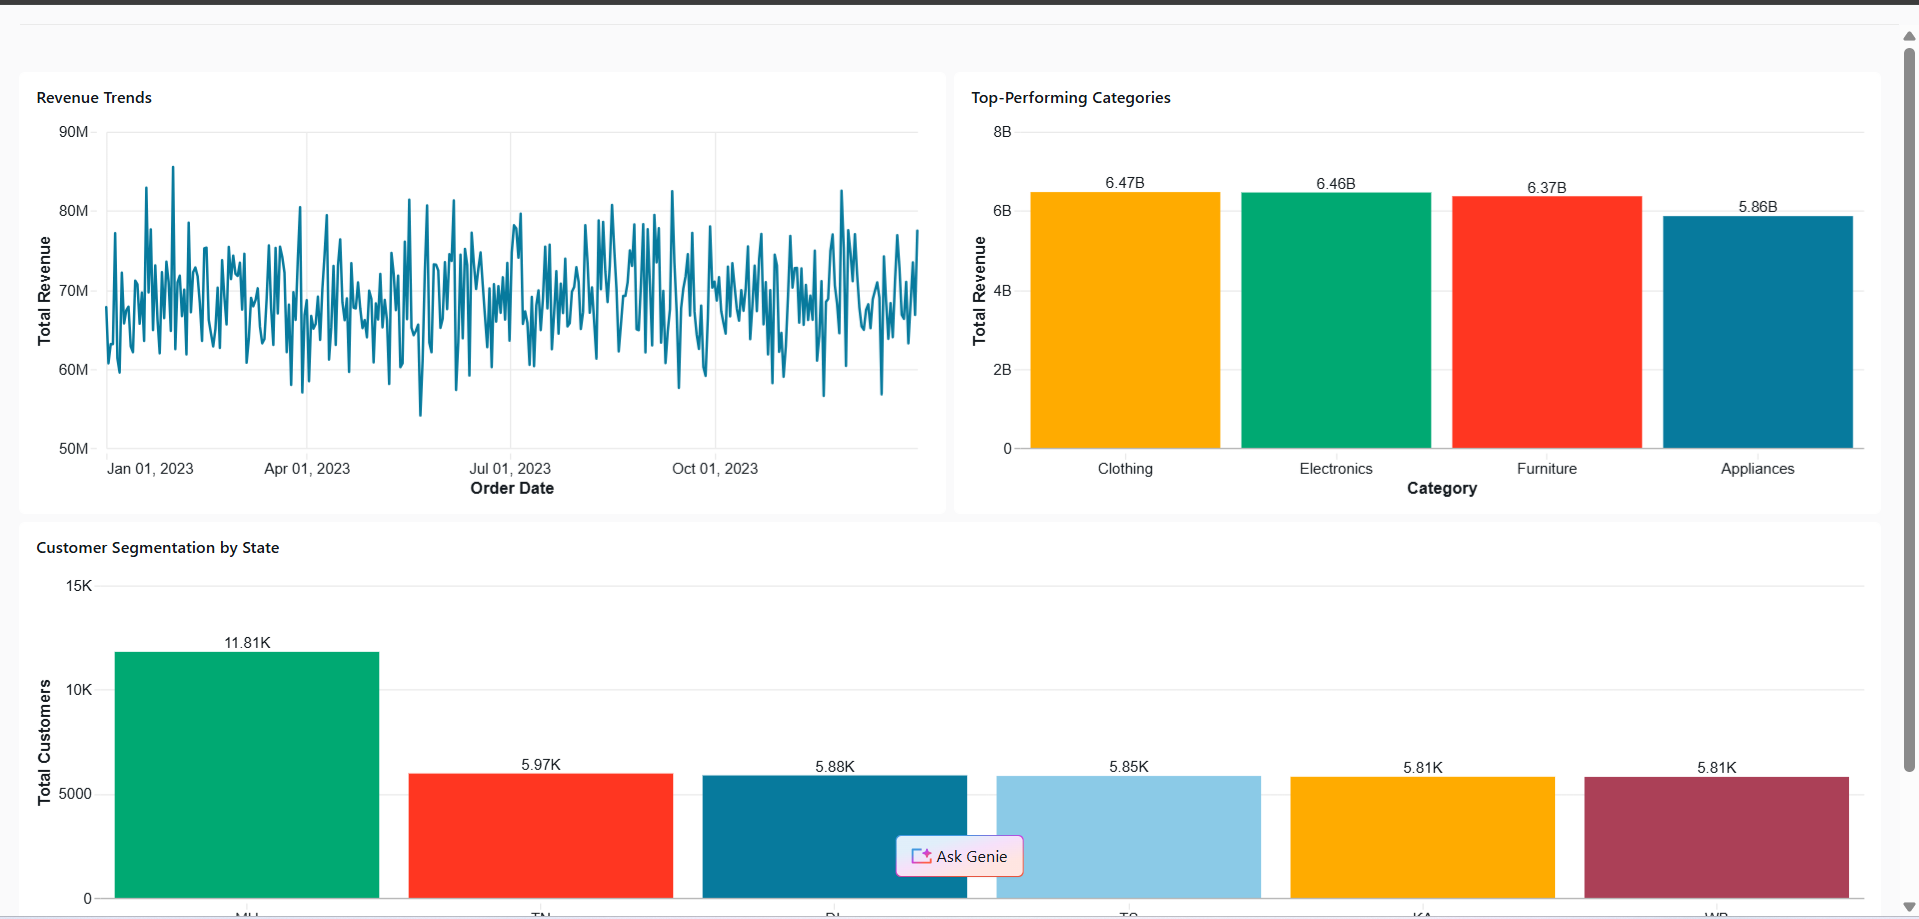 Revenue Trends
Total Revenue
90M
80M
70M
60M
50M
Jan 01, 2023 Apr 01, 2023 Jul 01, 2023 Oct 01, 2023
Order Date
Top-Performing Categories
Total Revenue
8B
6B
4B
2B
0
6.47B 6.46B 6.37B 5.86B
Clothing Electronics Furniture Appliances
Category
Customer Segmentation by State
Total Customers
15K
10K
5000
0
11.81K 5.97K 5.88K 5.85K 5.81K 5.81K
Ask Genie